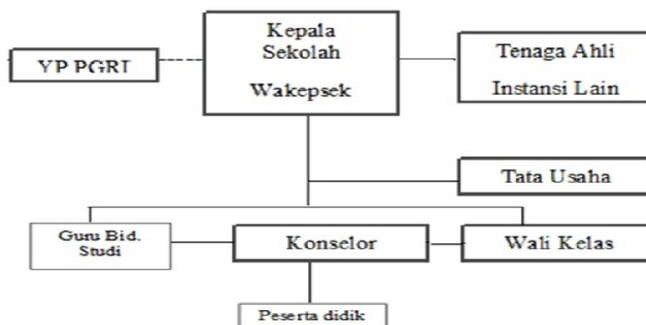 Kepala
Sekolah
Wakepsek
YP PGRI
Tenaga Ahli
Instansi Lain
Tata Usaha
Guru Bid.
Studi
Konselor
Wali Kelas
Peserta didik